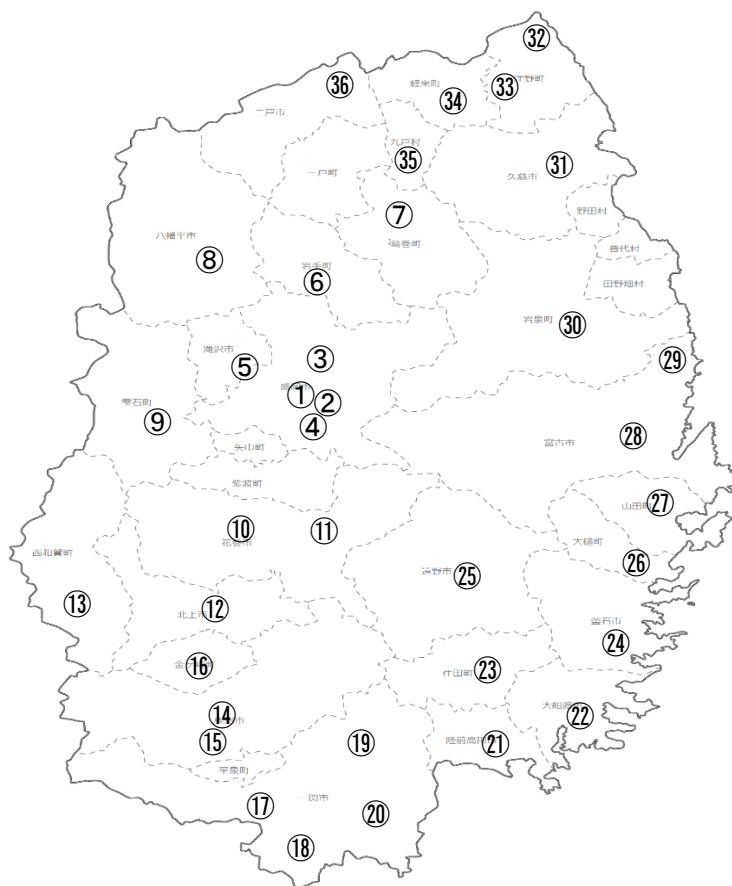 ㉜
㊱
軽米町
㉝
洋野町
㉞
二戸市
九戸村
㉟
一戸町
久慈市
㉛
⑦
野田村
八幡平市
葛巻町
普代村
⑧
岩手町
⑥
田野畑村
岩泉町
㉚
滝沢市
③
㉙
⑤
①
②
雫石町
⑨
④
㉘
矢巾町
宮古市
紫波町
山田町
㉗
⑩
⑪
花巻市
大槌町
西和賀町
㉖
遠野市
㉕
⑬
北上市
⑫
釜石市
㉔
⑯
住田町
㉓
⑭
大船渡市
㉒
⑮
⑲
陸前高田市
㉑
平泉町
⑰
一関市
⑳
⑱